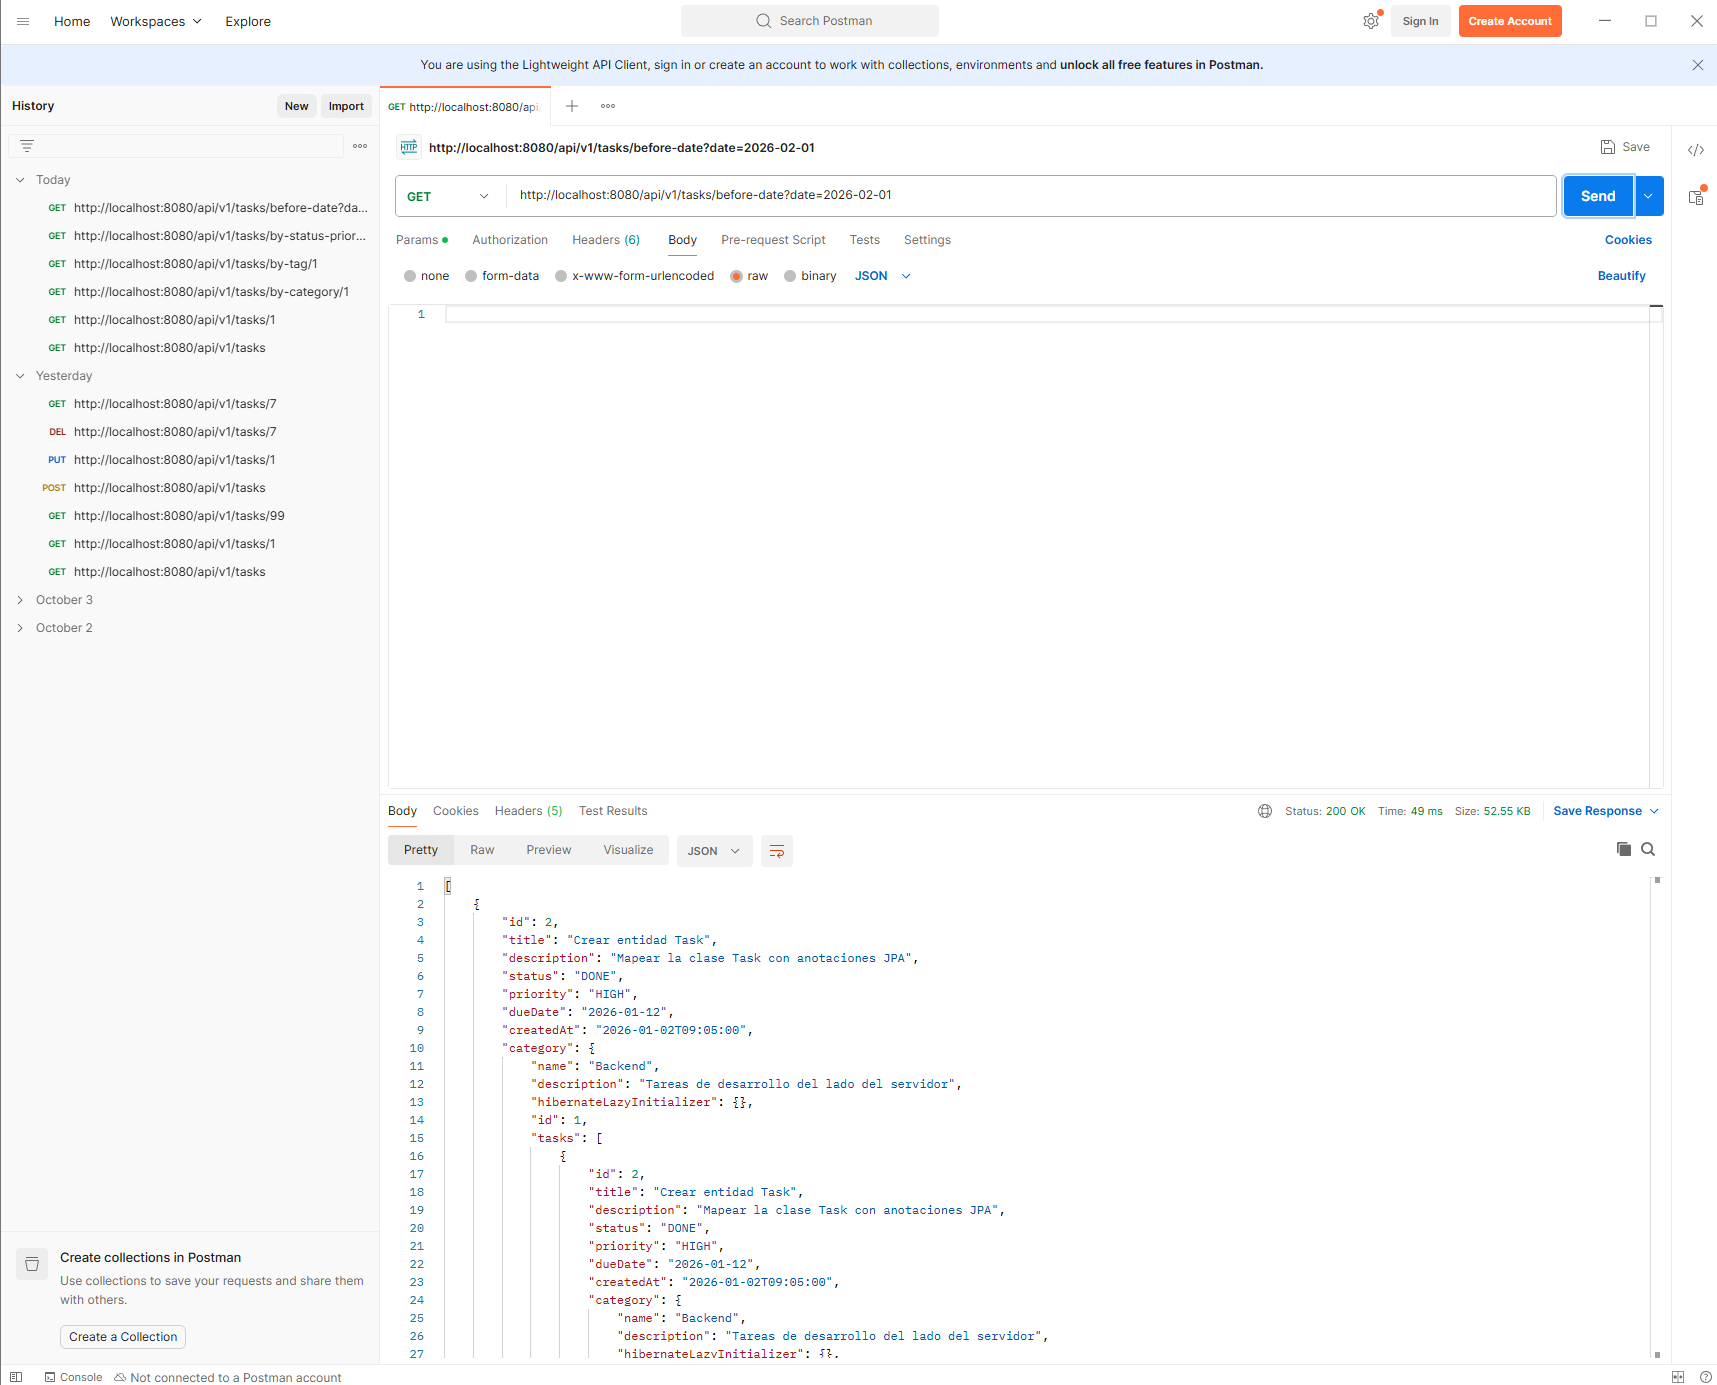 Home
Workspaces
Explore
Search Postman
Sign In
Create Account
You are using the Lightweight API Client, sign in or create an account to work with collections, environments and unlock all free features in Postman.
History
New
Import
Today
GET http://localhost:8080/api/v1/tasks/before-date?da...
GET http://localhost:8080/api/v1/tasks/by-status-prior...
GET http://localhost:8080/api/v1/tasks/by-tag/1
GET http://localhost:8080/api/v1/tasks/by-category/1
GET http://localhost:8080/api/v1/tasks/1
GET http://localhost:8080/api/v1/tasks
Yesterday
GET http://localhost:8080/api/v1/tasks/7
DEL http://localhost:8080/api/v1/tasks/7
PUT http://localhost:8080/api/v1/tasks/1
POST http://localhost:8080/api/v1/tasks
GET http://localhost:8080/api/v1/tasks/99
GET http://localhost:8080/api/v1/tasks/1
GET http://localhost:8080/api/v1/tasks
October 3
October 2
Create collections in Postman
Use collections to save your requests and share them
with others.
Create a Collection
GET http://localhost:8080/api/
HTTP http://localhost:8080/api/v1/tasks/before-date?date=2026-02-01
Save
GET
http://localhost:8080/api/v1/tasks/before-date?date=2026-02-01
Send
Params
Authorization
Headers (6)
Body
Pre-request Script
Tests
Settings
Cookies
none
form-data
x-www-form-urlencoded
raw
binary
JSON
Beautify
1
Body
Cookies
Headers (5)
Test Results
Status: 200 OK
Time: 49 ms
Size: 52.55 KB
Save Response
Pretty
Raw
Preview
Visualize
JSON
1 [
2 {
3 "id": 2,
4 "title": "Crear entidad Task",
5 "description": "Mapear la clase Task con anotaciones JPA",
6 "status": "DONE",
7 "priority": "HIGH",
8 "dueDate": "2026-01-12",
9 "createdAt": "2026-01-02T09:05:00",
10 "category": {
11 "name": "Backend",
12 "description": "Tareas de desarrollo del lado del servidor",
13 "hibernateLazyInitializer": {},
14 "id": 1,
15 "tasks": [
16 {
17 "id": 2,
18 "title": "Crear entidad Task",
19 "description": "Mapear la clase Task con anotaciones JPA",
20 "status": "DONE",
21 "priority": "HIGH",
22 "dueDate": "2026-01-12",
23 "createdAt": "2026-01-02T09:05:00",
24 "category": {
25 "name": "Backend",
26 "description": "Tareas de desarrollo del lado del servidor",
27 "hibernateLazyInitializer": {},
Console
Not connected to a Postman account